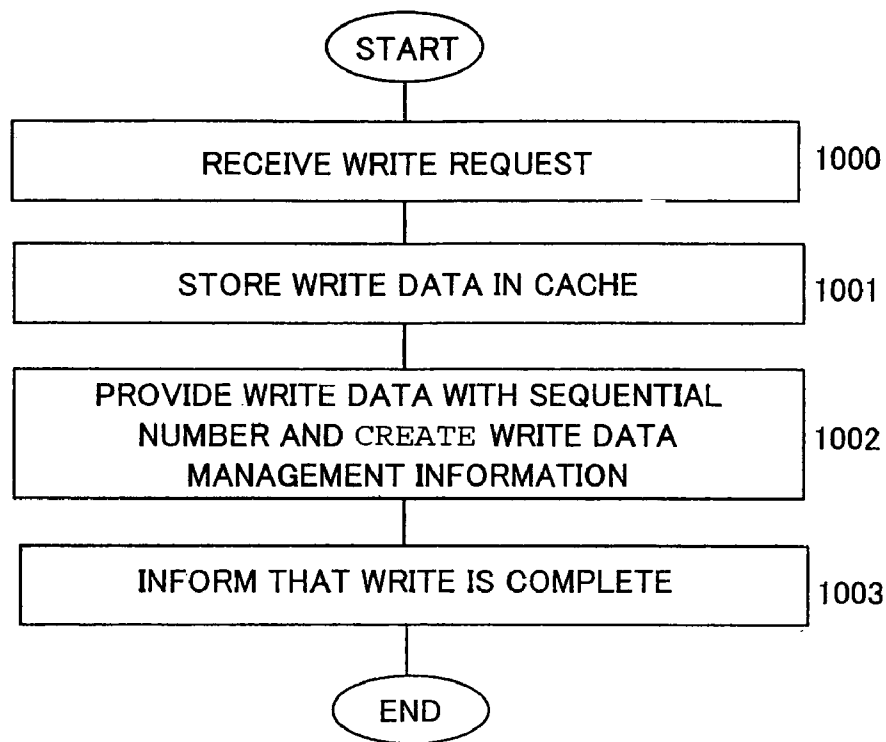 START
RECEIVE WRITE REQUEST
1000
STORE WRITE DATA IN CACHE
1001
PROVIDE WRITE DATA WITH SEQUENTIAL
NUMBER AND CREATE WRITE DATA
MANAGEMENT INFORMATION
1002
INFORM THAT WRITE IS COMPLETE
1003
END